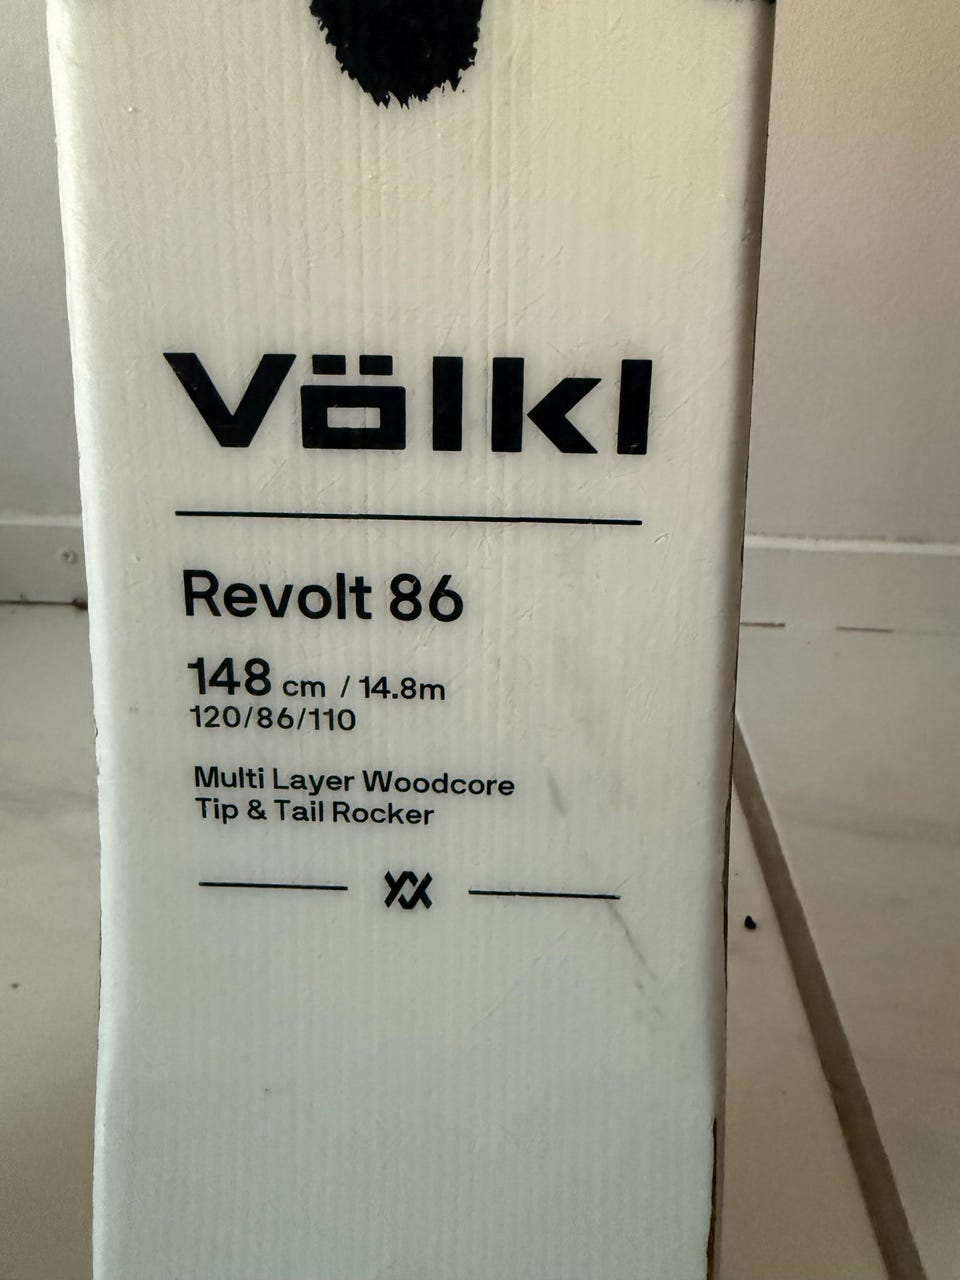 Völkl
Revolt 86
148 cm / 14.8m
120/86/110
Multi Layer Woodcore
Tip & Tail Rocker